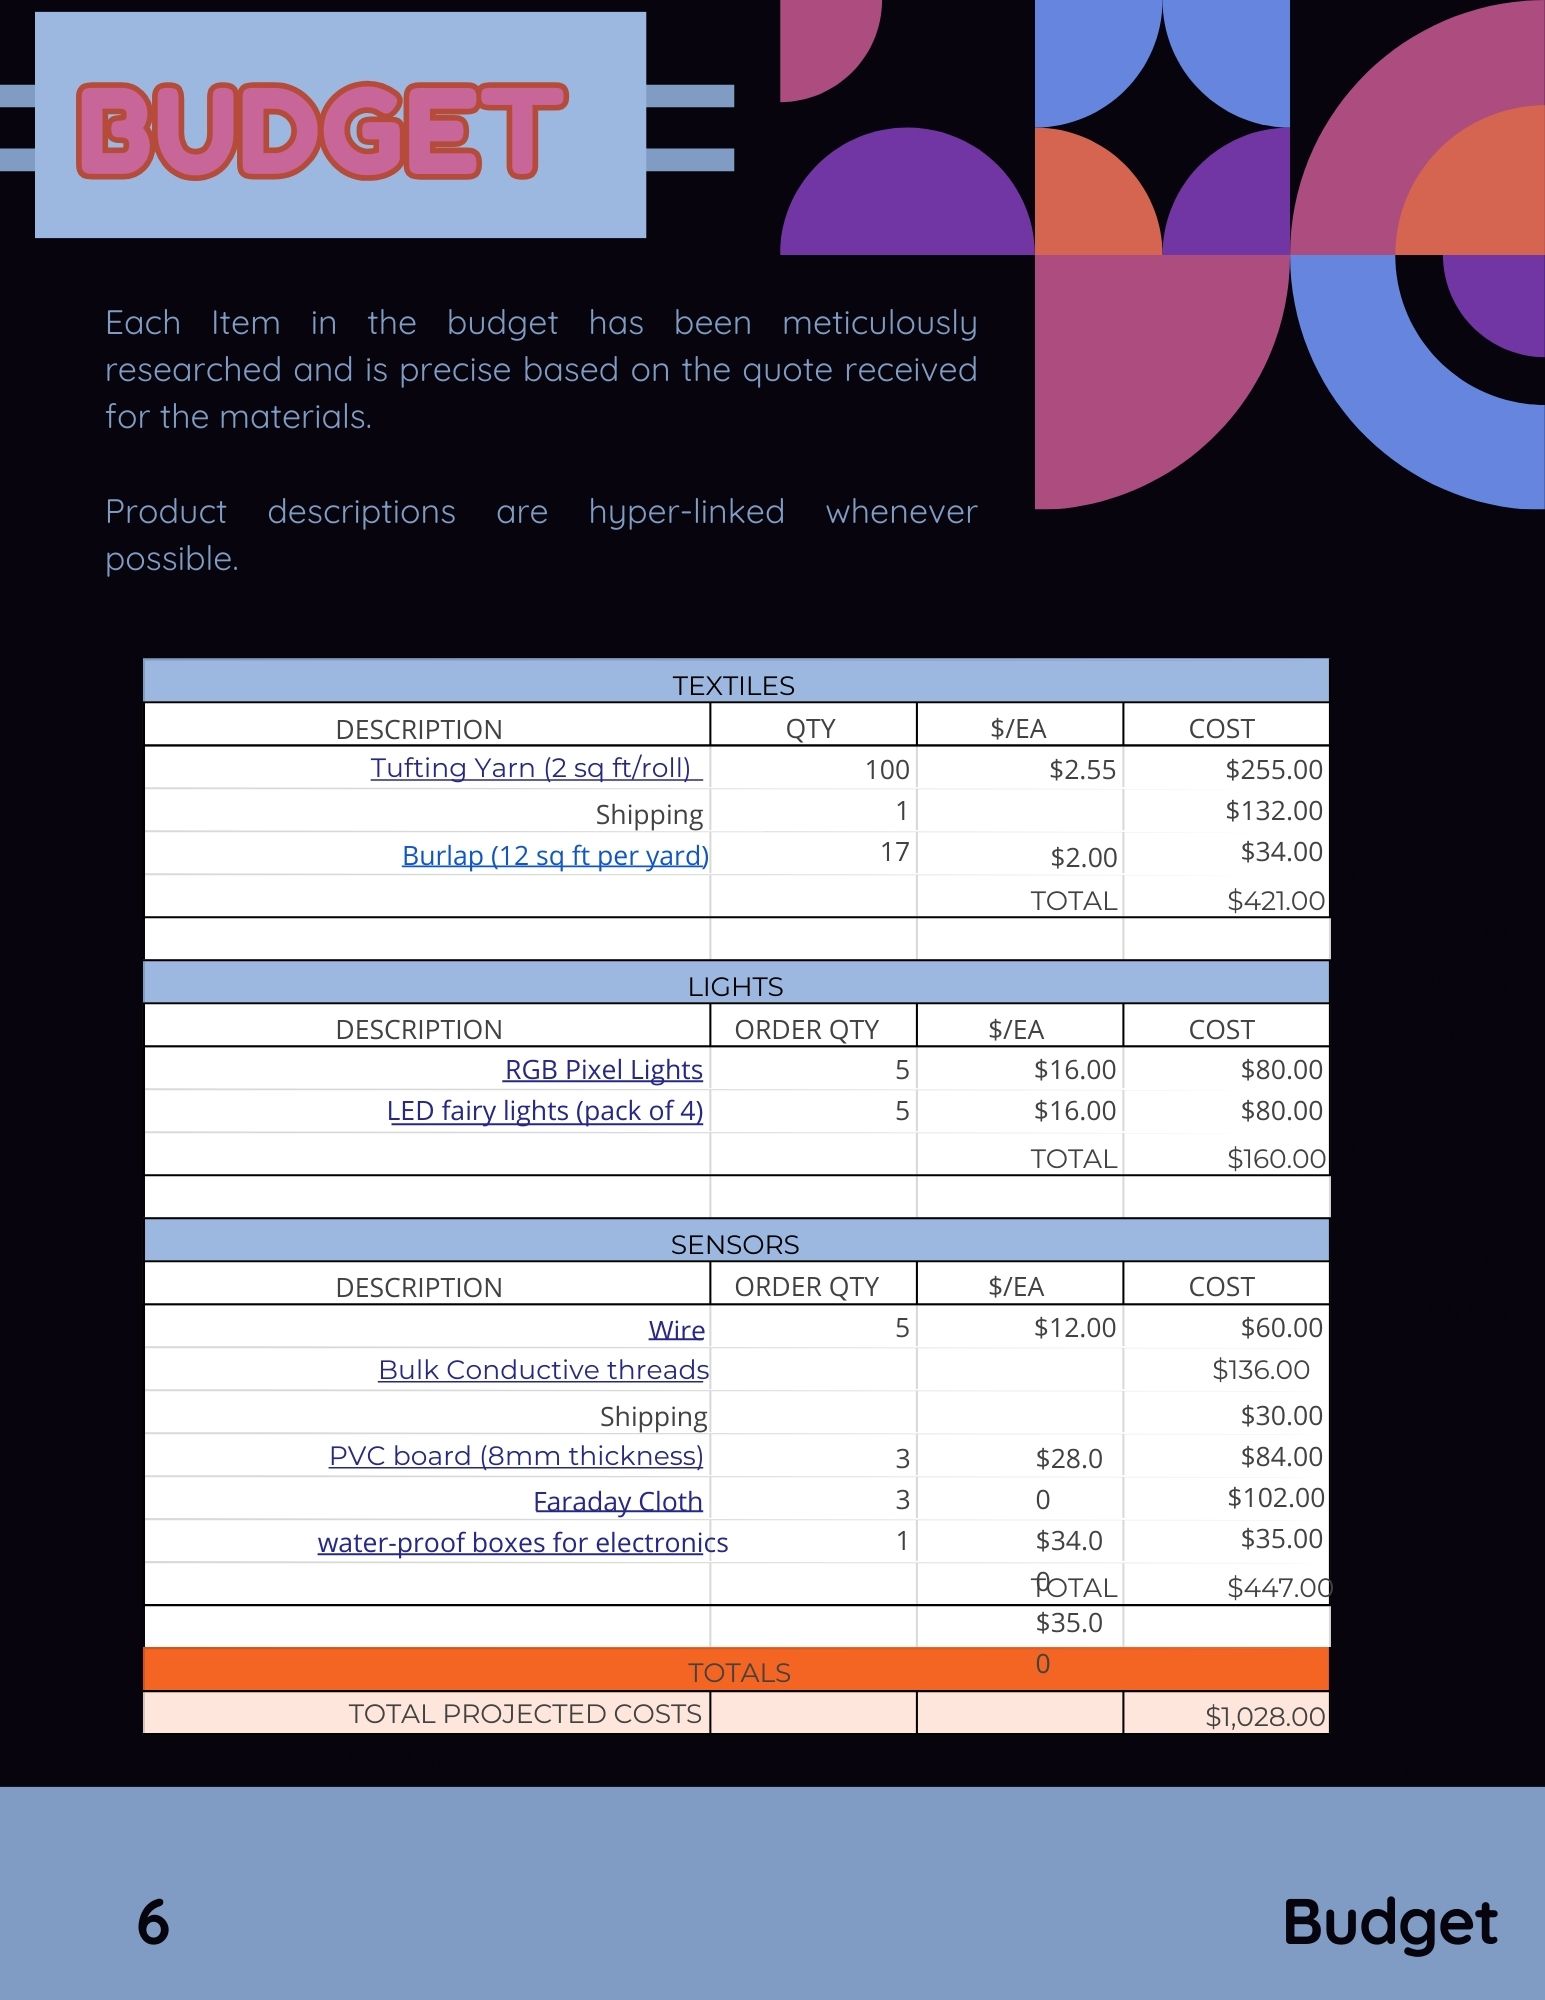 BUDGET
Each Item in the budget has been meticulously
researched and is precise based on the quote received
for the materials.
Product descriptions are hyper-linked whenever
possible.
TEXTILES
DESCRIPTION QTY $/EA COST
Tufting Yarn (2 sq ft/roll) 100 $2.55 $255.00
Shipping 1 $132.00
Burlap (12 sq ft per yard) 17 $2.00 $34.00
TOTAL $421.00
LIGHTS
DESCRIPTION ORDER QTY $/EA COST
RGB Pixel Lights 5 $16.00 $80.00
LED fairy lights (pack of 4) 5 $16.00 $80.00
TOTAL $160.00
SENSORS
DESCRIPTION ORDER QTY $/EA COST
Wire 5 $12.00 $60.00
Bulk Conductive threads $136.00
Shipping $30.00
PVC board (8mm thickness) 3 $28.0 $84.00
Faraday Cloth 3 0 $102.00
water-proof boxes for electronics 1 $34.0 $35.00
0
TOTAL $447.00
$35.0
0
TOTALS
TOTAL PROJECTED COSTS $1,028.00
6 Budget